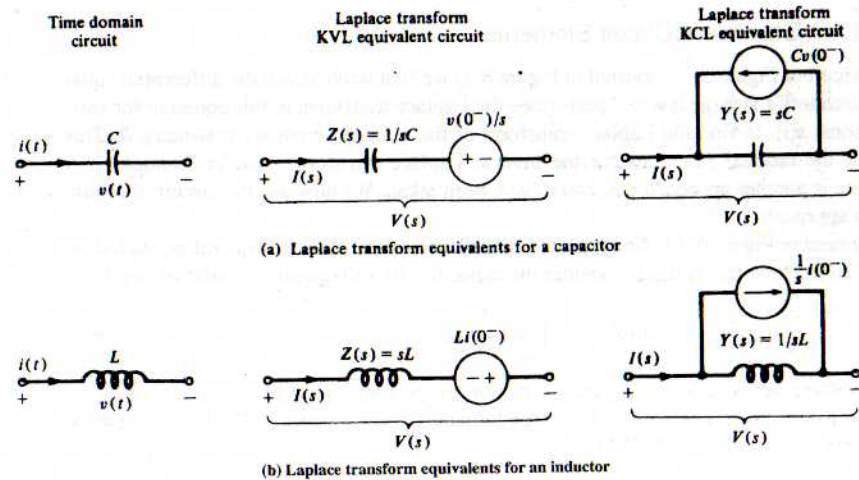 Time domain
circuit
Laplace transform
KVL equivalent circuit
Laplace transform
KCL equivalent circuit
Cv(0⁻)
Y(s) = sC
i(t)
+
v(t)
−
Z(s) = 1/sC
v(0⁻)/s
+ −
+
I(s)
−
V(s)
+
I(s)
−
V(s)
(a) Laplace transform equivalents for a capacitor
1/s i(0⁻)
Y(s) = 1/sL
i(t)
L
+
v(t)
−
Z(s) = sL
Li(0⁻)
− +
+
I(s)
−
V(s)
I(s)
+
−
V(s)
(b) Laplace transform equivalents for an inductor